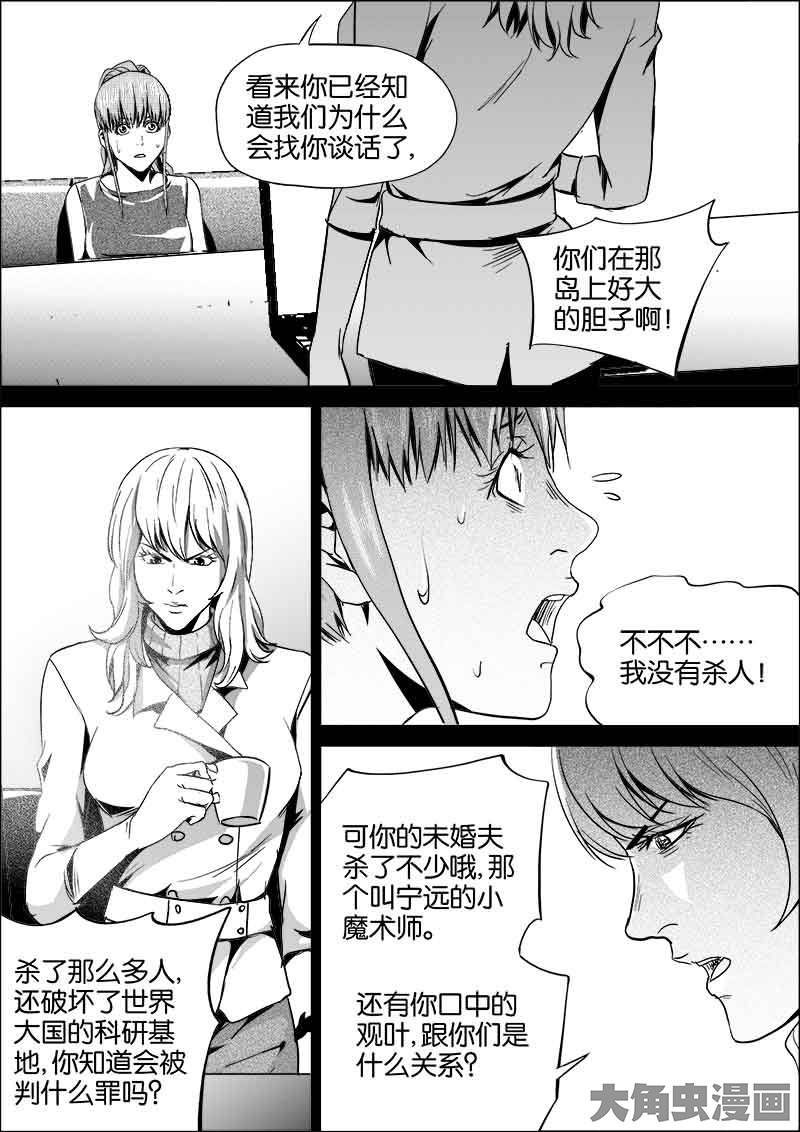 看来你已经知
道我们为什么
会找你谈话了,
你们在那
岛上好大
的胆子啊！
杀了那么多人,
还破坏了世界
大国的科研基
地,你知道会被
判什么罪吗？
不不不……
我没有杀人！
可你的未婚夫
杀了不少哦,那
个叫宁远的小
魔术师。
还有你口中的
观叶,跟你们是
什么关系？
大角虫漫画